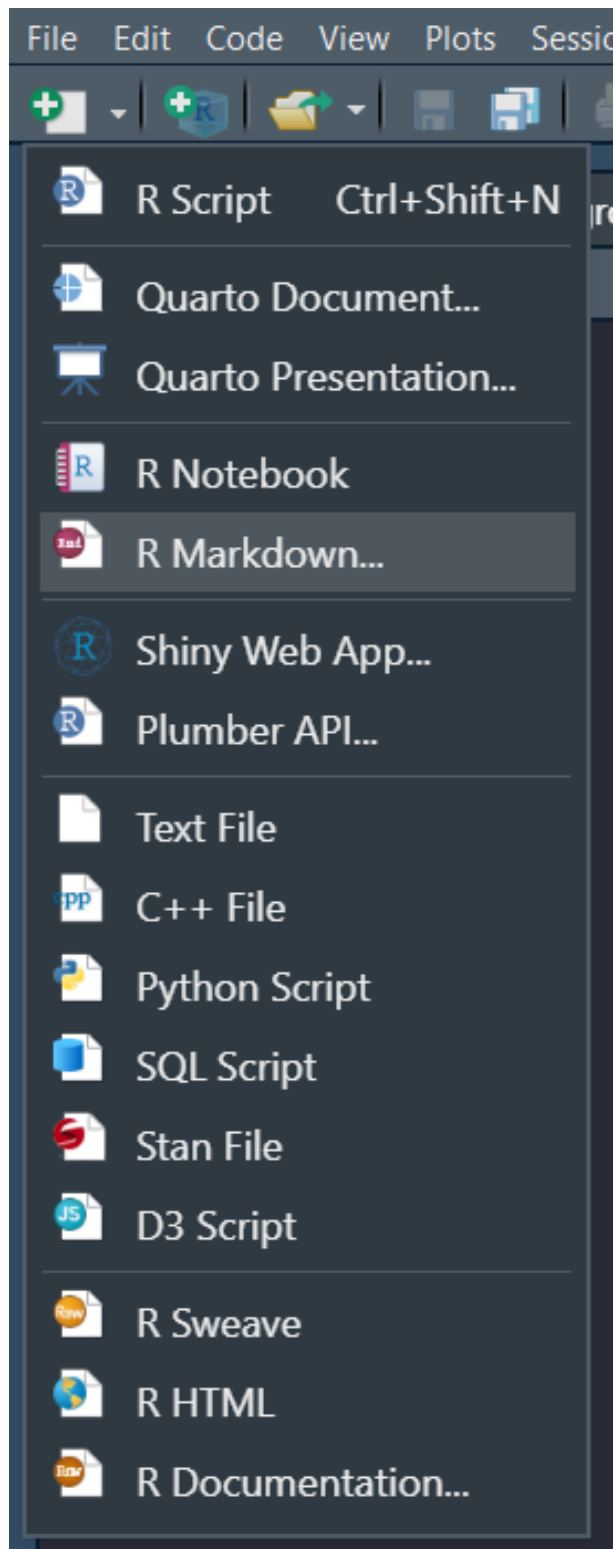 File Edit Code View Plots Sessio
R Script Ctrl+Shift+N
Quarto Document...
Quarto Presentation...
R Notebook
R Markdown...
Shiny Web App...
Plumber API...
Text File
C++ File
Python Script
SQL Script
Stan File
D3 Script
R Sweave
R HTML
R Documentation...